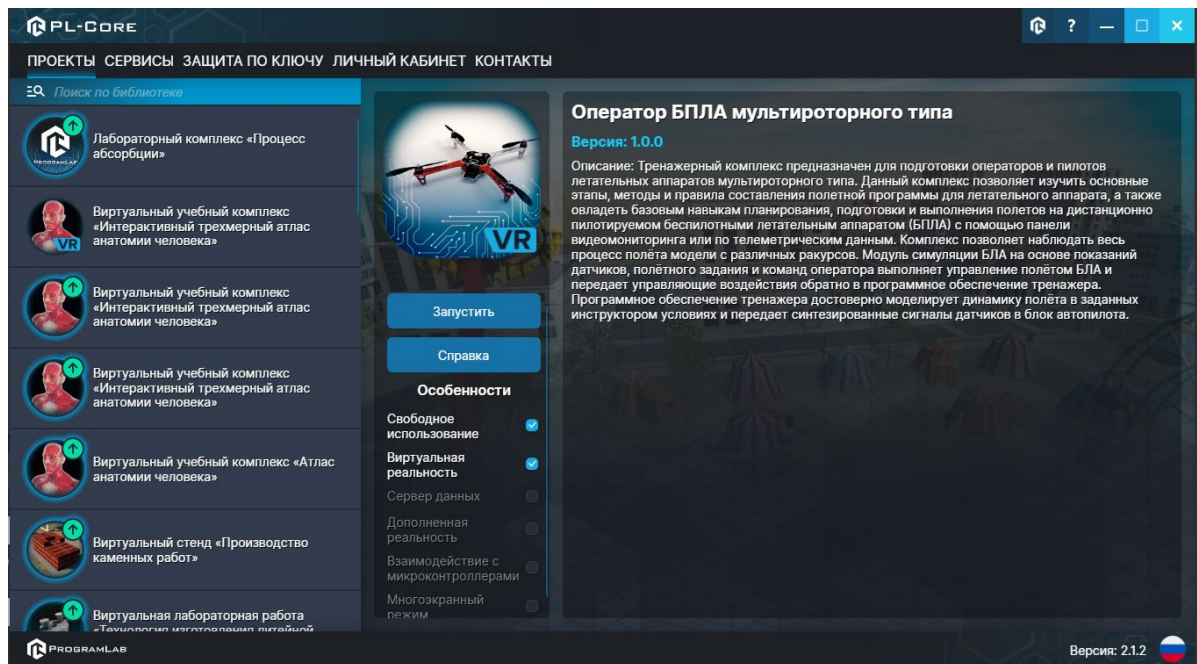 PL-CORE
?
ПРОЕКТЫ СЕРВИСЫ ЗАЩИТА ПО КЛЮЧУ ЛИЧНЫЙ КАБИНЕТ КОНТАКТЫ
Поиск по библиотеке
PROGRAMLAB
Лабораторный комплекс «Процесс
абсорбции»
VR
Виртуальный учебный комплекс
«Интерактивный трехмерный атлас
анатомии человека»
Виртуальный учебный комплекс
«Интерактивный трехмерный атлас
анатомии человека»
Виртуальный учебный комплекс
«Интерактивный трехмерный атлас
анатомии человека»
Виртуальный учебный комплекс «Атлас
анатомии человека»
Виртуальный стенд «Производство
каменных работ»
Виртуальная лабораторная работа
«Технология изготовления литейной
VR
Запустить
Справка
Особенности
Свободное
использование
Виртуальная
реальность
Сервер данных
Дополненная
реальность
Взаимодействие с
микроконтроллерами
Многоэкранный
режим
Оператор БПЛА мультироторного типа
Версия: 1.0.0
Описание: Тренажерный комплекс предназначен для подготовки операторов и пилотов
летательных аппаратов мультироторного типа. Данный комплекс позволяет изучить основные
этапы, методы и правила составления полетной программы для летательного аппарата, а также
овладеть базовым навыкам планирования, подготовки и выполнения полетов на дистанционно
пилотируемом беспилотными летательным аппаратом (БПЛА) с помощью панели
видеомониторинга или по телеметрическим данным. Комплекс позволяет наблюдать весь
процесс полёта модели с различных ракурсов. Модуль симуляции БЛА на основе показаний
датчиков, полётного задания и команд оператора выполняет управление полётом БЛА и
передает управляющие воздействия обратно в программное обеспечение тренажера.
Программное обеспечение тренажера достоверно моделирует динамику полёта в заданных
инструктором условиях и передает синтезированные сигналы датчиков в блок автопилота.
PROGRAMLAB
Версия: 2.1.2